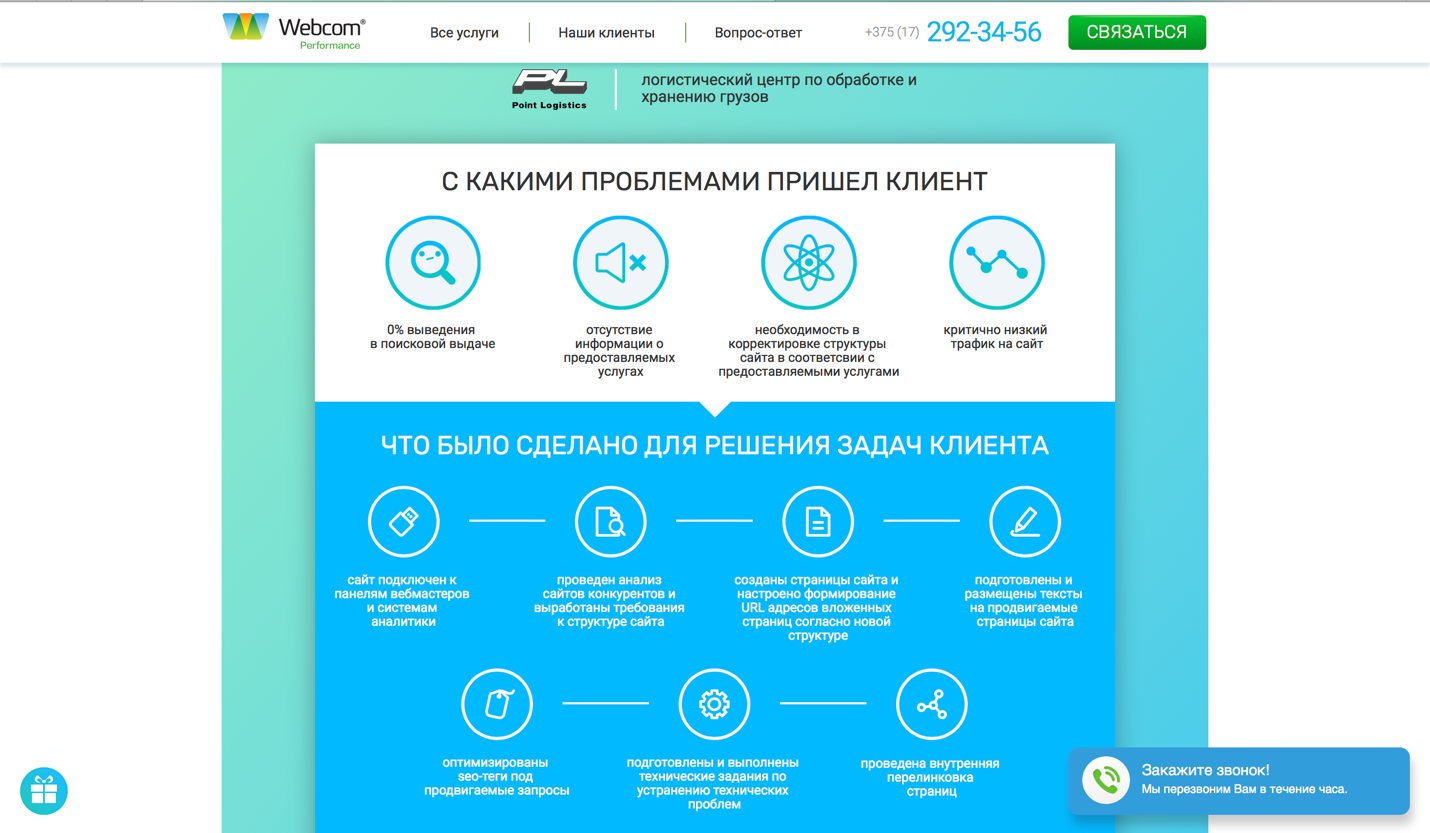 Webcom®
Performance
Все услуги
Наши клиенты
Вопрос-ответ
+375 (17) 292-34-56
СВЯЗАТЬСЯ
PL
Point Logistics
логистический центр по обработке и
хранению грузов
С КАКИМИ ПРОБЛЕМАМИ ПРИШЕЛ КЛИЕНТ
0% выведения
в поисковой выдаче
отсутствие
информации о
предоставляемых
услугах
необходимость в
корректировке структуры
сайта в соответсвии с
предоставляемыми услугами
критично низкий
трафик на сайт
ЧТО БЫЛО СДЕЛАНО ДЛЯ РЕШЕНИЯ ЗАДАЧ КЛИЕНТА
сайт подключен к
панелям вебмастеров
и системам
аналитики
проведен анализ
сайтов конкурентов и
выработаны требования
к структуре сайта
созданы страницы сайта и
настроено формирование
URL адресов вложенных
страниц согласно новой
структуре
подготовлены и
размещены тексты
на продвигаемые
страницы сайта
оптимизированы
seo-теги под
продвигаемые запросы
подготовлены и выполнены
технические задания по
устранению технических
проблем
проведена внутренняя
перелинковка
страниц
Закажите звонок!
Мы перезвоним Вам в течение часа.